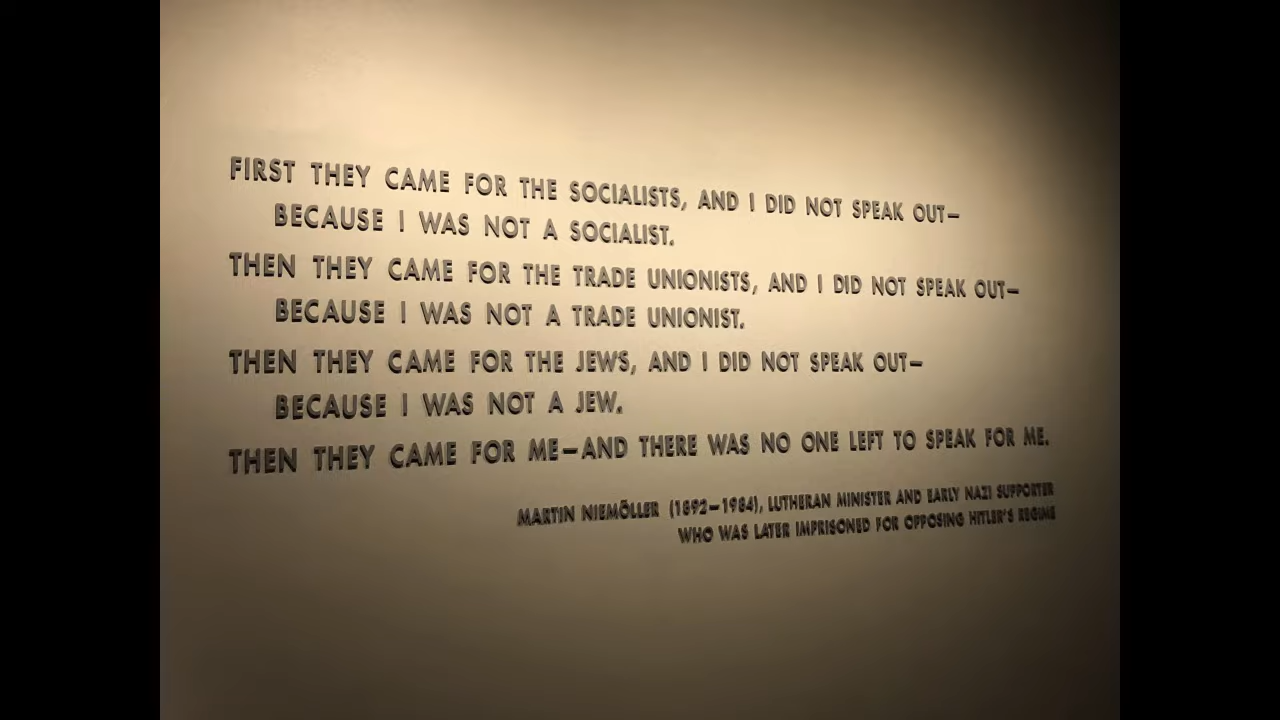 FIRST THEY CAME FOR THE SOCIALISTS, AND I DID NOT SPEAK OUT—
BECAUSE I WAS NOT A SOCIALIST.
THEN THEY CAME FOR THE TRADE UNIONISTS, AND I DID NOT SPEAK OUT—
BECAUSE I WAS NOT A TRADE UNIONIST.
THEN THEY CAME FOR THE JEWS, AND I DID NOT SPEAK OUT—
BECAUSE I WAS NOT A JEW.
THEN THEY CAME FOR ME—AND THERE WAS NO ONE LEFT TO SPEAK FOR ME.
MARTIN NIEMÖLLER (1892–1984), LUTHERAN MINISTER AND EARLY NAZI SUPPORTER
WHO WAS LATER IMPRISONED FOR OPPOSING HITLER'S REGIME